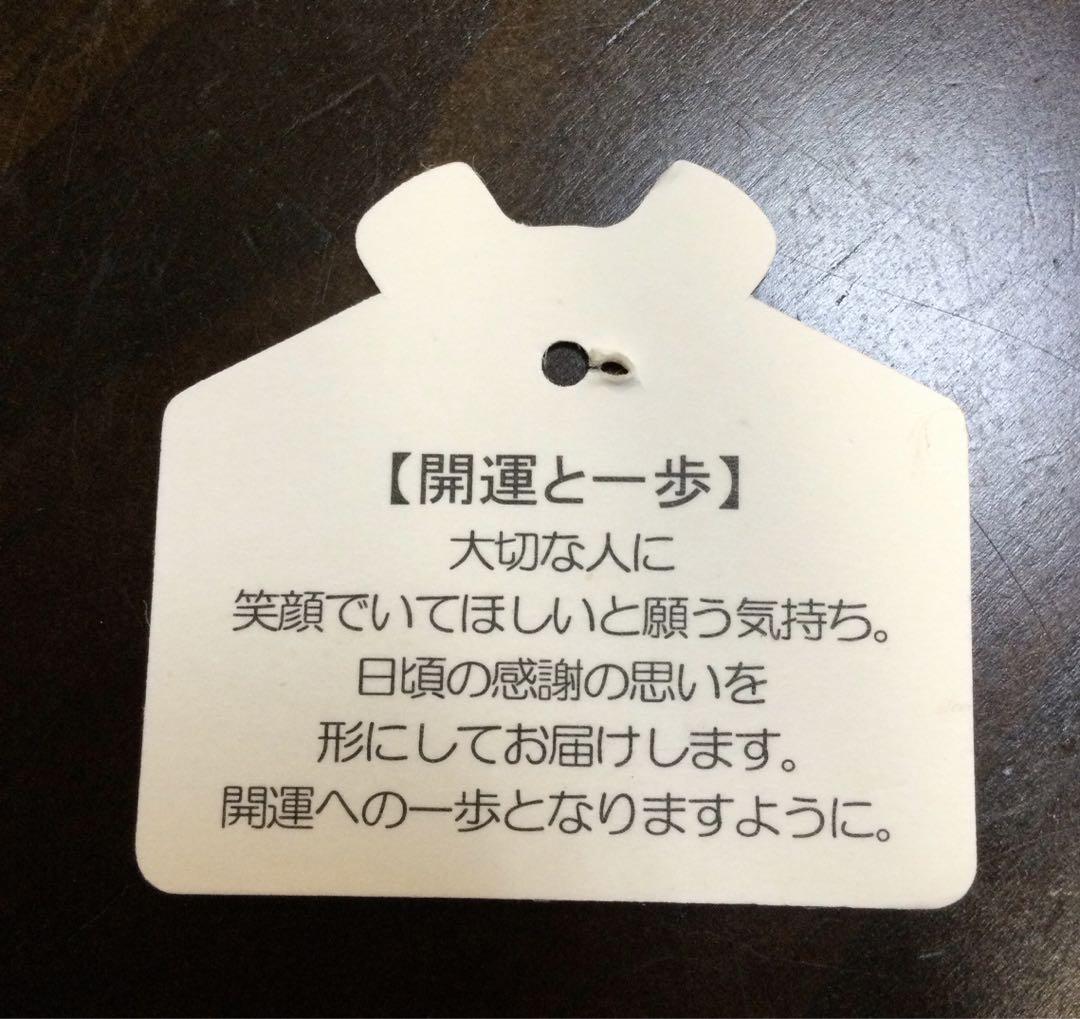 【開運と一歩】
大切な人に
笑顔でいてほしいと願う気持ち。
日頃の感謝の思いを
形にしてお届けします。
開運への一歩となりますように。